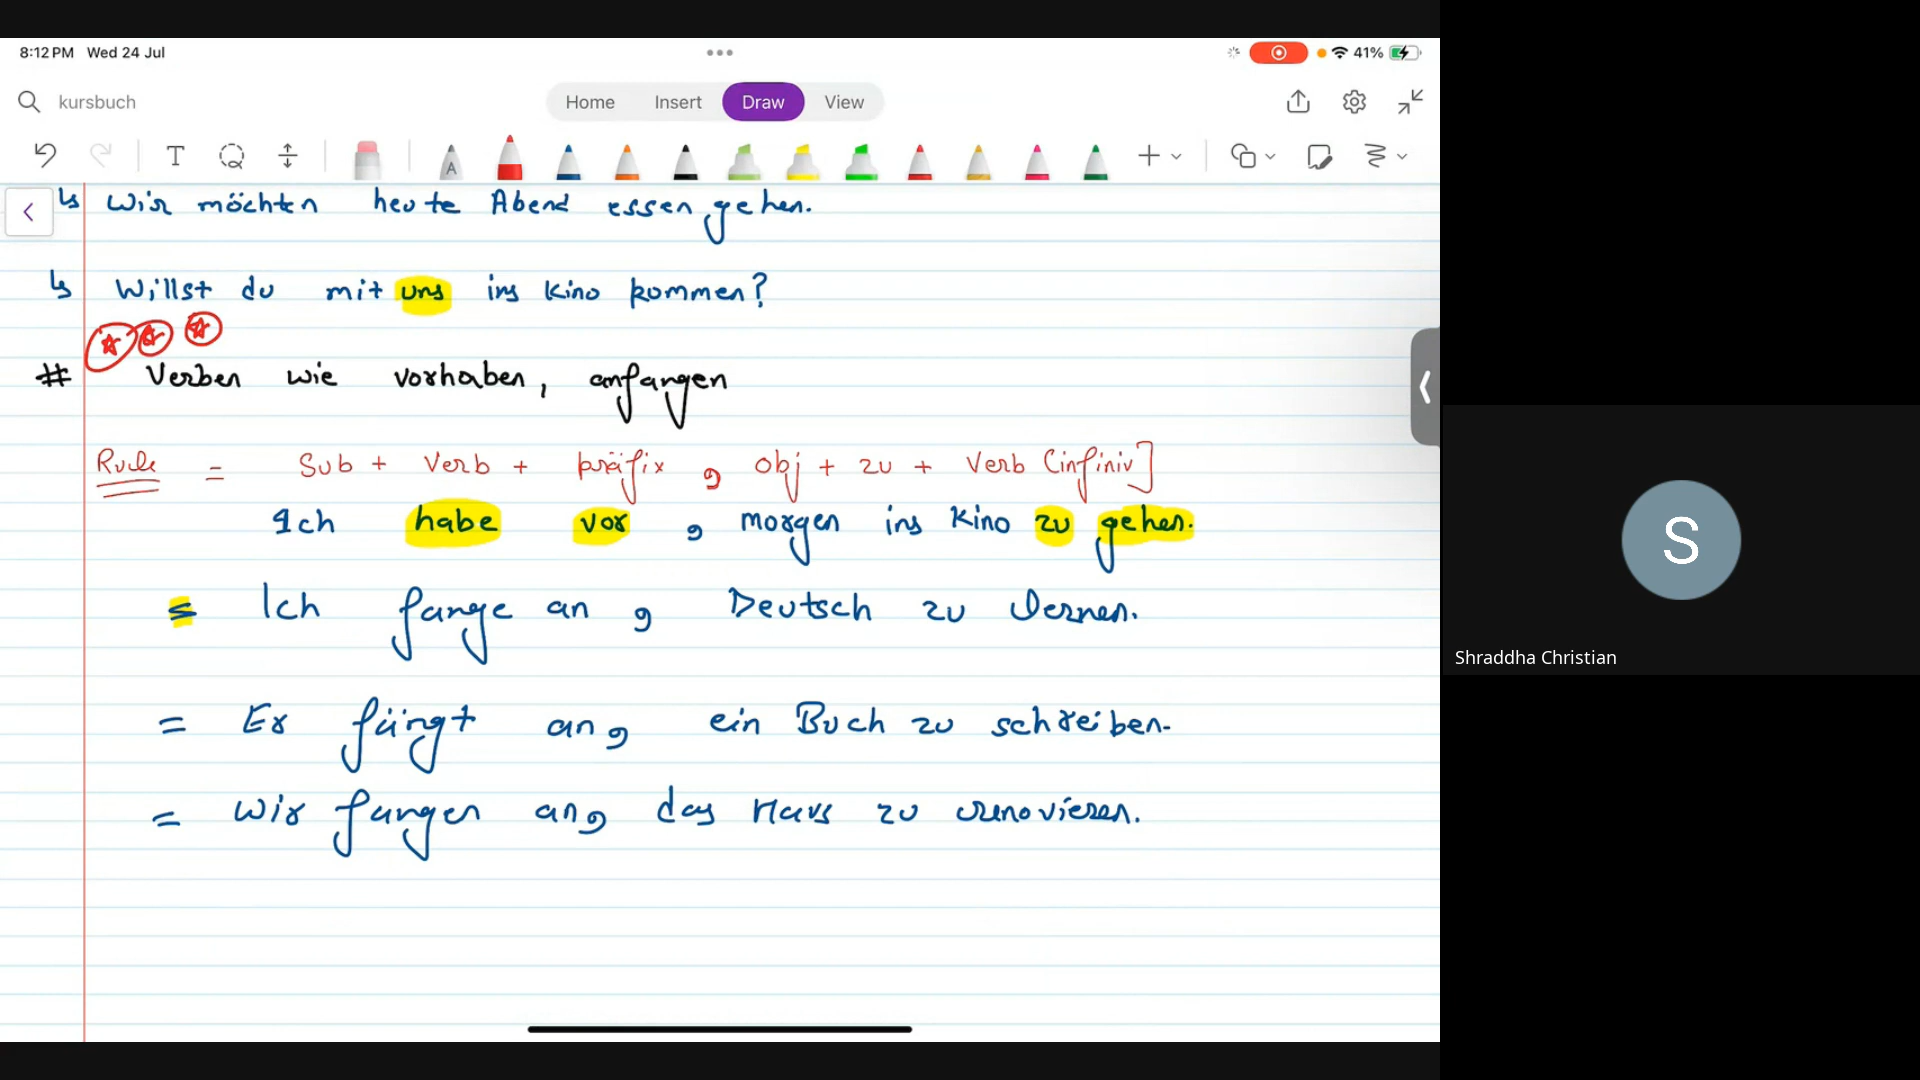 8:12 PM Wed 24 Jul
41%
kursbuch
Home Insert Draw View
T A
Wir möchten heute Abend essen gehen.
Willst du mit uns ins Kino kommen?
# Verben wie vorhaben, anfangen
Rule = Sub + Verb + präfix , obj + zu + Verb (infiniv]
Ich habe vor , morgen ins Kino zu gehen.
= Ich fange an , Deutsch zu lernen.
= Er fängt an , ein Buch zu schreiben.
= Wir fangen an , das Haus zu renovieren.
S
Shraddha Christian